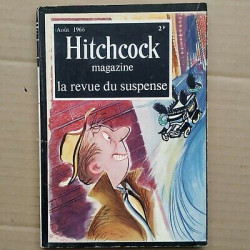 Août 1966
2F
Hitchcock
magazine
la revue du suspense